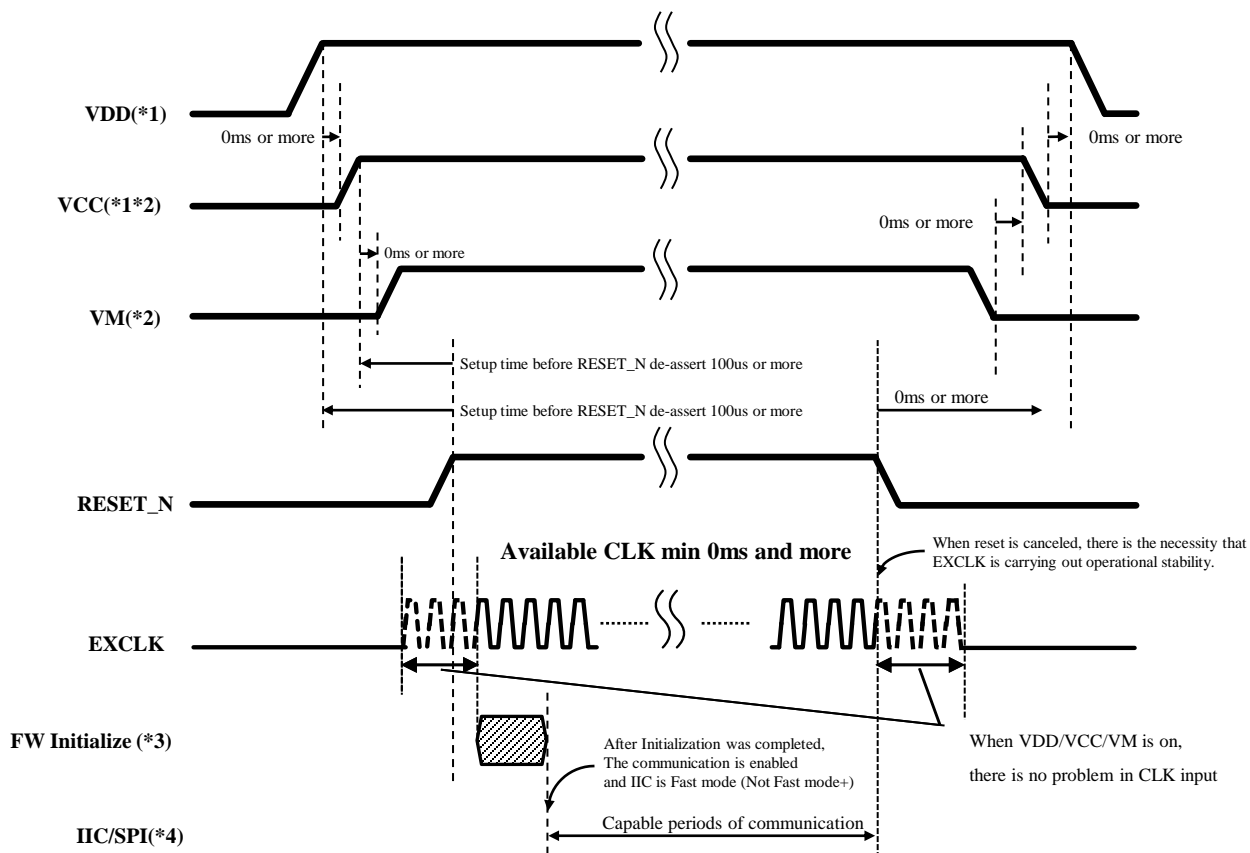 VDD(*1)
0ms or more
0ms or more
VCC(*1*2)
0ms or more
0ms or more
VM(*2)
Setup time before RESET_N de-assert 100us or more
0ms or more
Setup time before RESET_N de-assert 100us or more
RESET_N
Available CLK min 0ms and more
When reset is canceled, there is the necessity that
EXCLK is carrying out operational stability.
EXCLK
FW Initialize (*3)
After Initialization was completed,
The communication is enabled
and IIC is Fast mode (Not Fast mode+)
When VDD/VCC/VM is on,
there is no problem in CLK input
Capable periods of communication
IIC/SPI(*4)